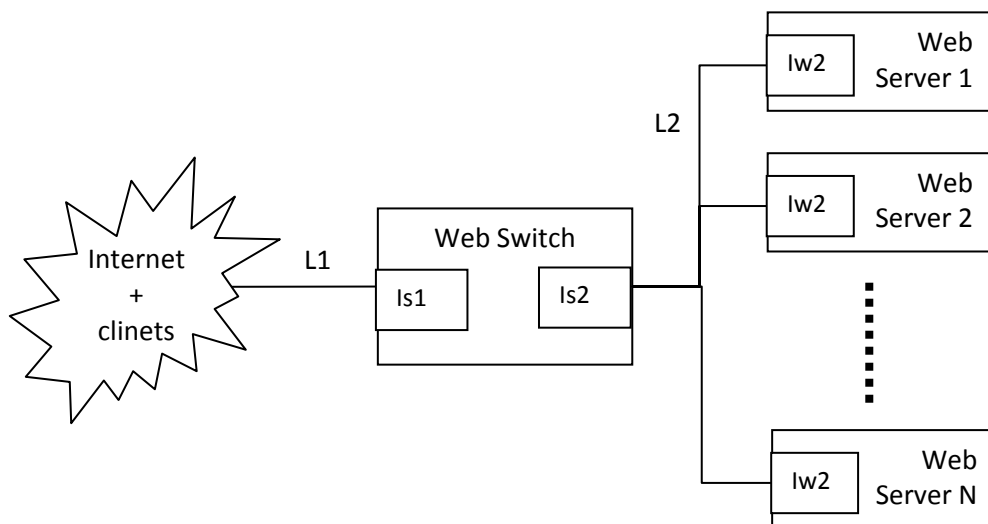 Internet
+
clinets
L1
Web Switch
Is1
Is2
L2
Iw2
Web
Server 1
Iw2
Web
Server 2
Iw2
Web
Server N